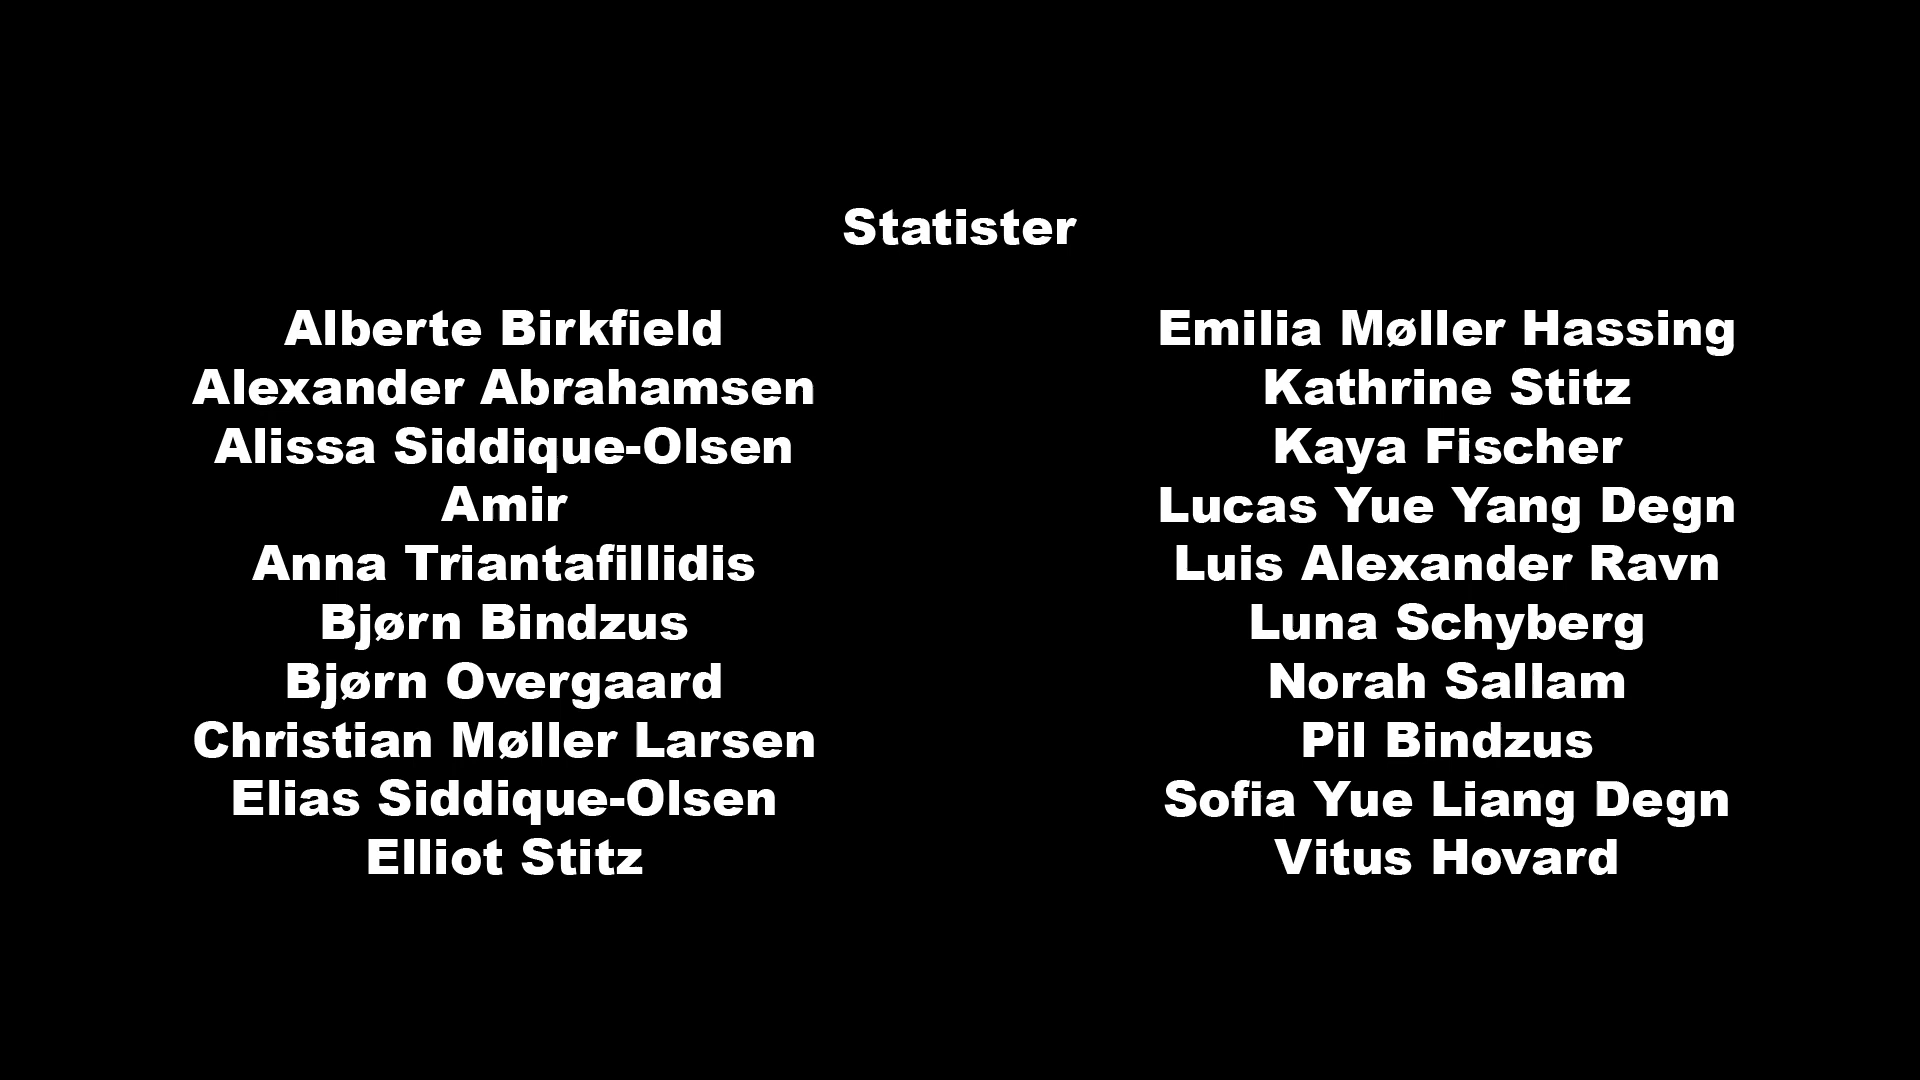 Statister
Alberte Birkfield
Alexander Abrahamsen
Alissa Siddique-Olsen
Amir
Anna Triantafillidis
Bjørn Bindzus
Bjørn Overgaard
Christian Møller Larsen
Elias Siddique-Olsen
Elliot Stitz
Emilia Møller Hassing
Kathrine Stitz
Kaya Fischer
Lucas Yue Yang Degn
Luis Alexander Ravn
Luna Schyberg
Norah Sallam
Pil Bindzus
Sofia Yue Liang Degn
Vitus Hovard